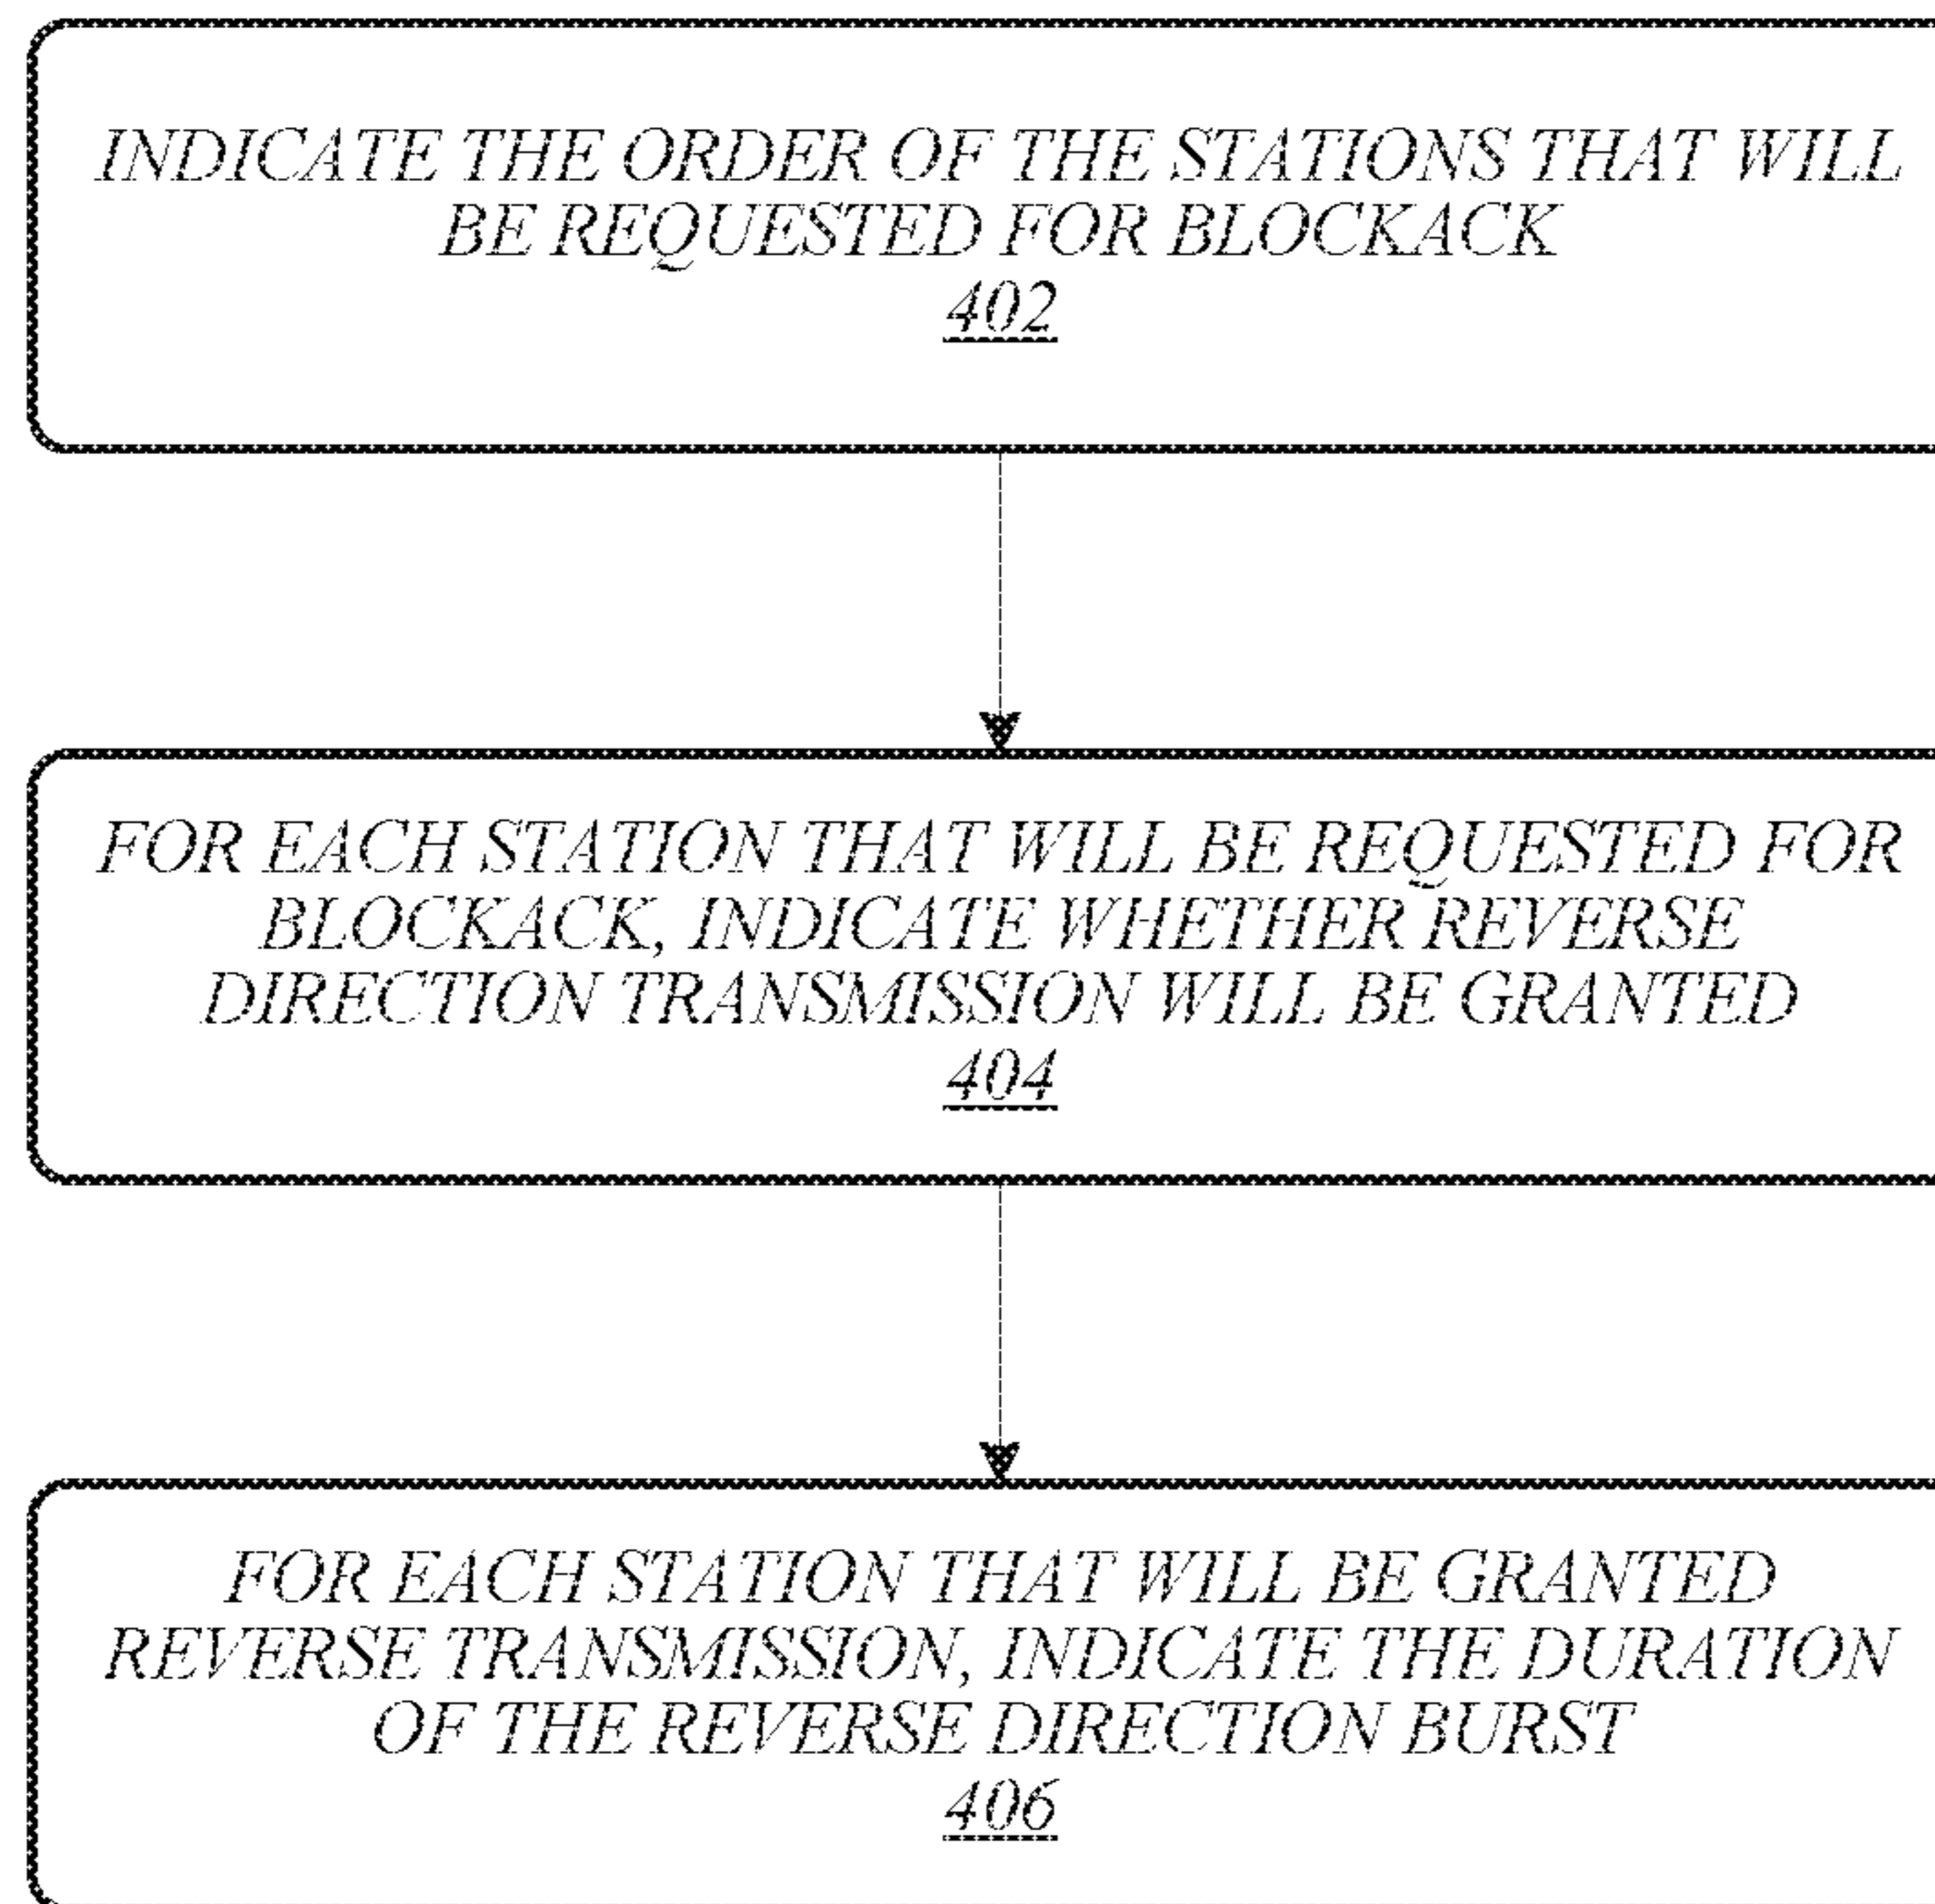 INDICATE THE ORDER OF THE STATIONS THAT WILL
BE REQUESTED FOR BLOCKACK
402
FOR EACH STATION THAT WILL BE REQUESTED FOR
BLOCKACK, INDICATE WHETHER REVERSE
DIRECTION TRANSMISSION WILL BE GRANTED
404
FOR EACH STATION THAT WILL BE GRANTED
REVERSE TRANSMISSION, INDICATE THE DURATION
OF THE REVERSE DIRECTION BURST
406